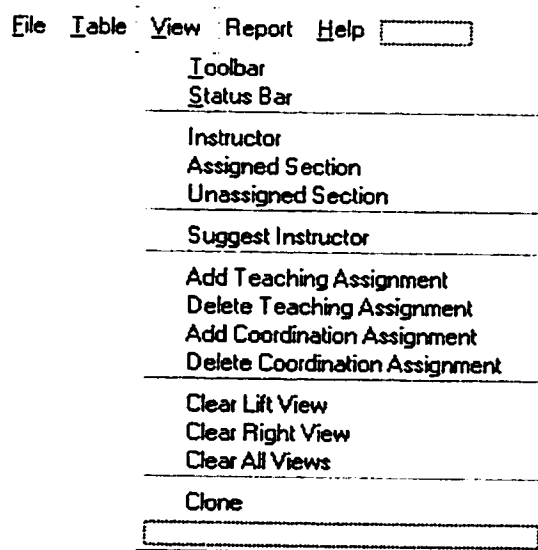 File Table View Report Help
Toolbar
Status Bar
Instructor
Assigned Section
Unassigned Section
Suggest Instructor
Add Teaching Assignment
Delete Teaching Assignment
Add Coordination Assignment
Delete Coordination Assignment
Clear Lift View
Clear Right View
Clear All Views
Clone